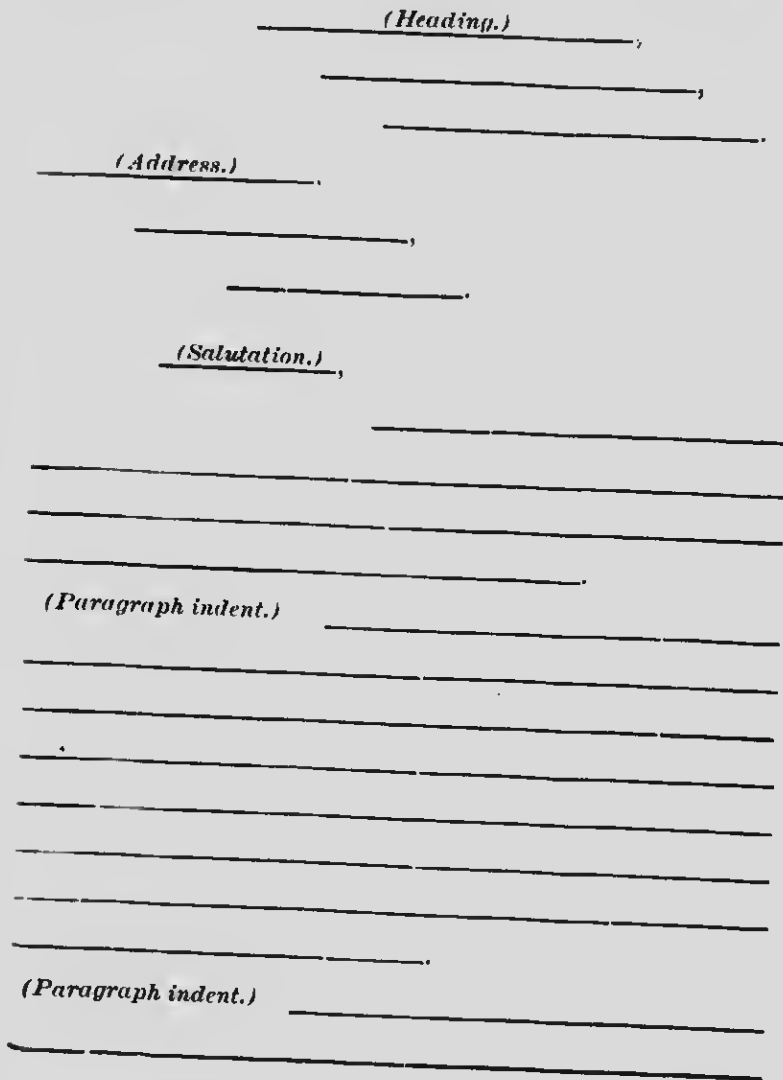 (Heading.)
(Address.)
(Salutation.)
(Paragraph indent.)
(Paragraph indent.)